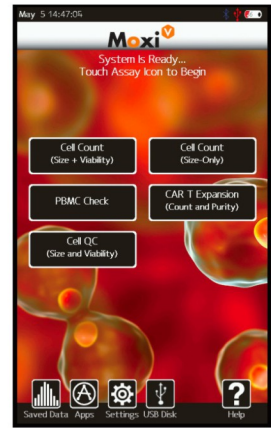 May 5 14:47:04
Moxi V
System Is Ready...
Touch Assay Icon to Begin
Cell Count
(Size + Viability)
Cell Count
(Size-Only)
PBMC Check
CAR T Expansion
(Count and Purity)
Cell QC
(Size and Viability)
Saved Data Apps Settings USB Disk Help